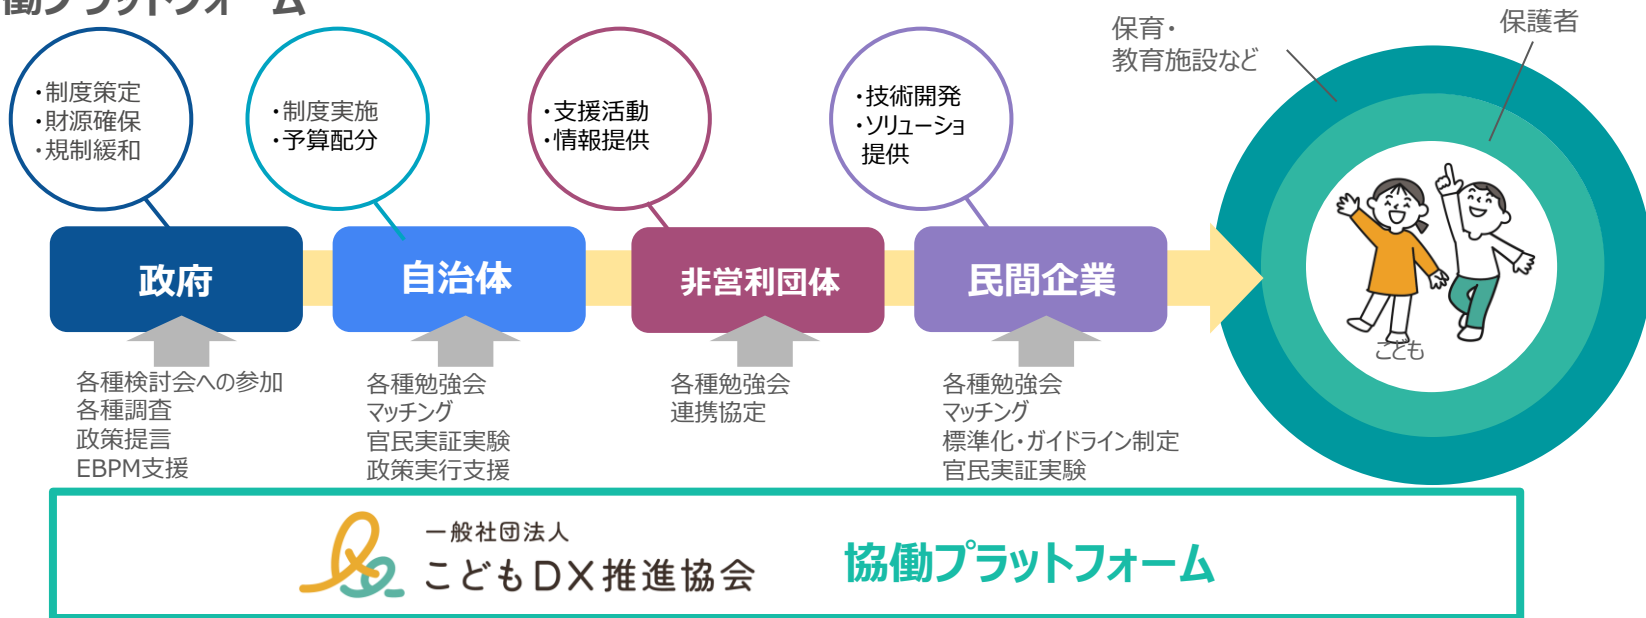 働プラットフォーム
・制度策定
・財源確保
・規制緩和
・制度実施
・予算配分
・支援活動
・情報提供
・技術開発
・ソリューショ
提供
保育・
教育施設など
保護者
政府
自治体
非営利団体
民間企業
こども
各種検討会への参加
各種調査
政策提言
EBPM支援
各種勉強会
マッチング
官民実証実験
政策実行支援
各種勉強会
連携協定
各種勉強会
マッチング
標準化・ガイドライン制定
官民実証実験
一般社団法人
こどもDX推進協会
協働プラットフォーム